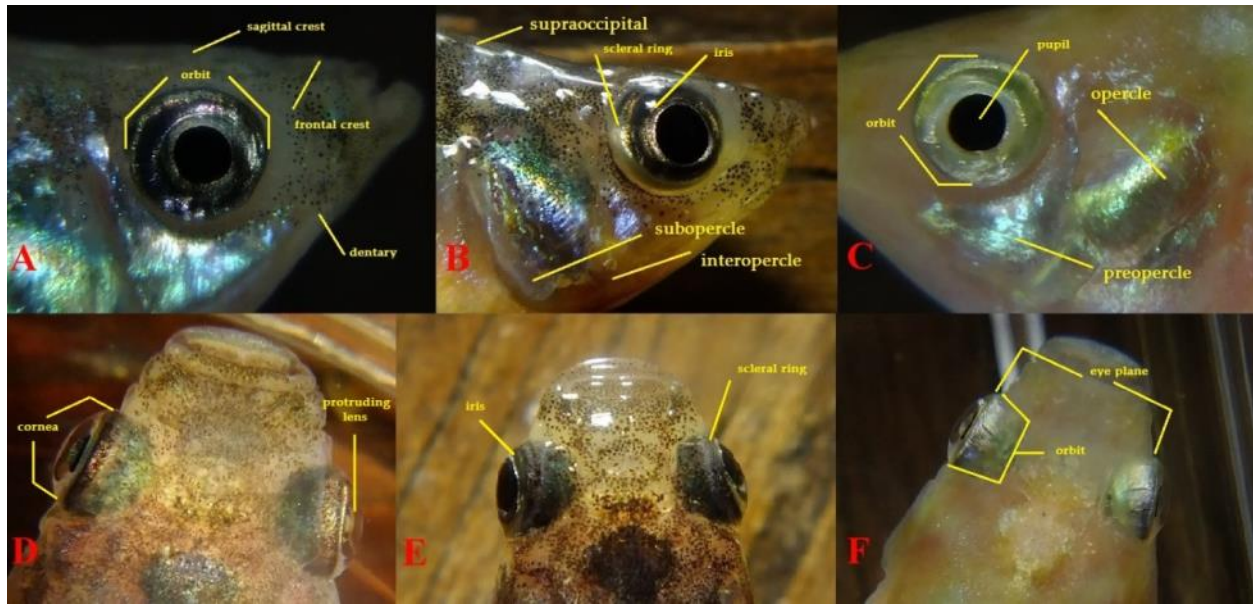 sagittal crest
orbit
frontal crest
dentary
A
supraoccipital
scleral ring
iris
subopercle
interopercle
B
pupil
opercle
orbit
preopercle
C
cornea
protruding
lens
D
scleral ring
iris
E
eye plane
orbit
F